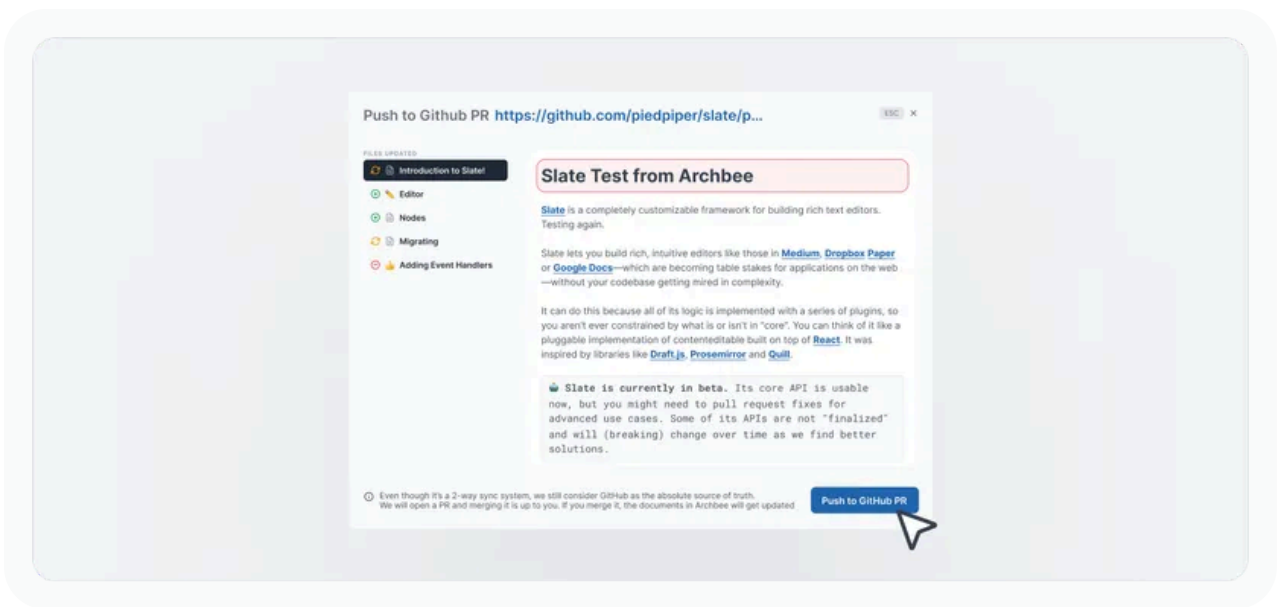 Push to Github PR https://github.com/piedpiper/slate/p...
ESC ×
FILES UPDATED
Introduction to Slate!
Editor
Nodes
Migrating
Adding Event Handlers
Slate Test from Archbee
Slate is a completely customizable framework for building rich text editors.
Testing again.
Slate lets you build rich, intuitive editors like those in Medium, Dropbox Paper
or Google Docs—which are becoming table stakes for applications on the web
—without your codebase getting mired in complexity.
It can do this because all of its logic is implemented with a series of plugins, so
you aren't ever constrained by what is or isn't in "core". You can think of it like a
pluggable implementation of contenteditable built on top of React. It was
inspired by libraries like Draft.js, Prosemirror and Quill.
Slate is currently in beta. Its core API is usable
now, but you might need to pull request fixes for
advanced use cases. Some of its APIs are not "finalized"
and will (breaking) change over time as we find better
solutions.
Even though it's a 2-way sync system, we still consider GitHub as the absolute source of truth.
We will open a PR and merging it is up to you. If you merge it, the documents in Archbee will get updated
Push to GitHub PR